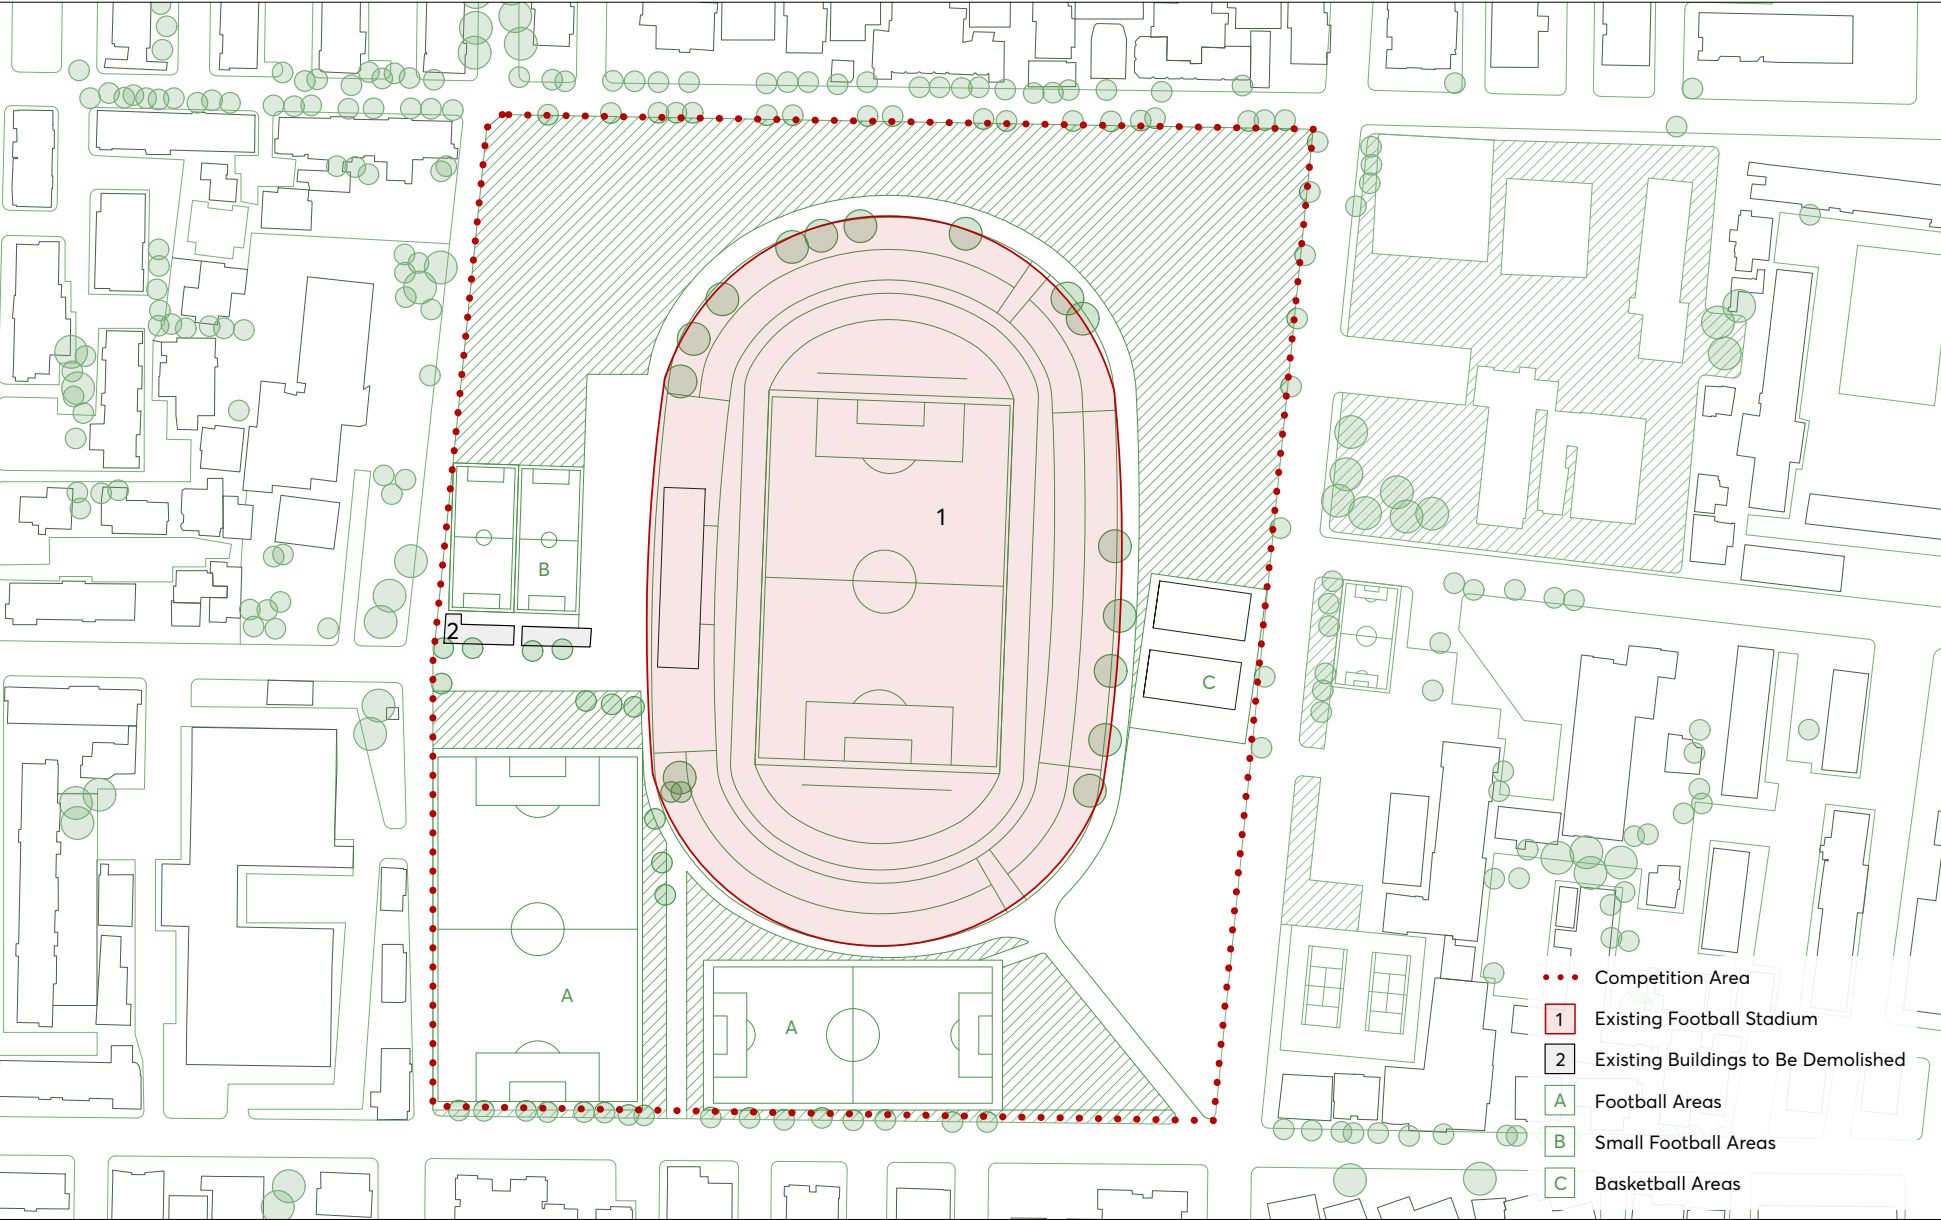 1
B
2
C
A
A
Competition Area
1 Existing Football Stadium
2 Existing Buildings to Be Demolished
A Football Areas
B Small Football Areas
C Basketball Areas